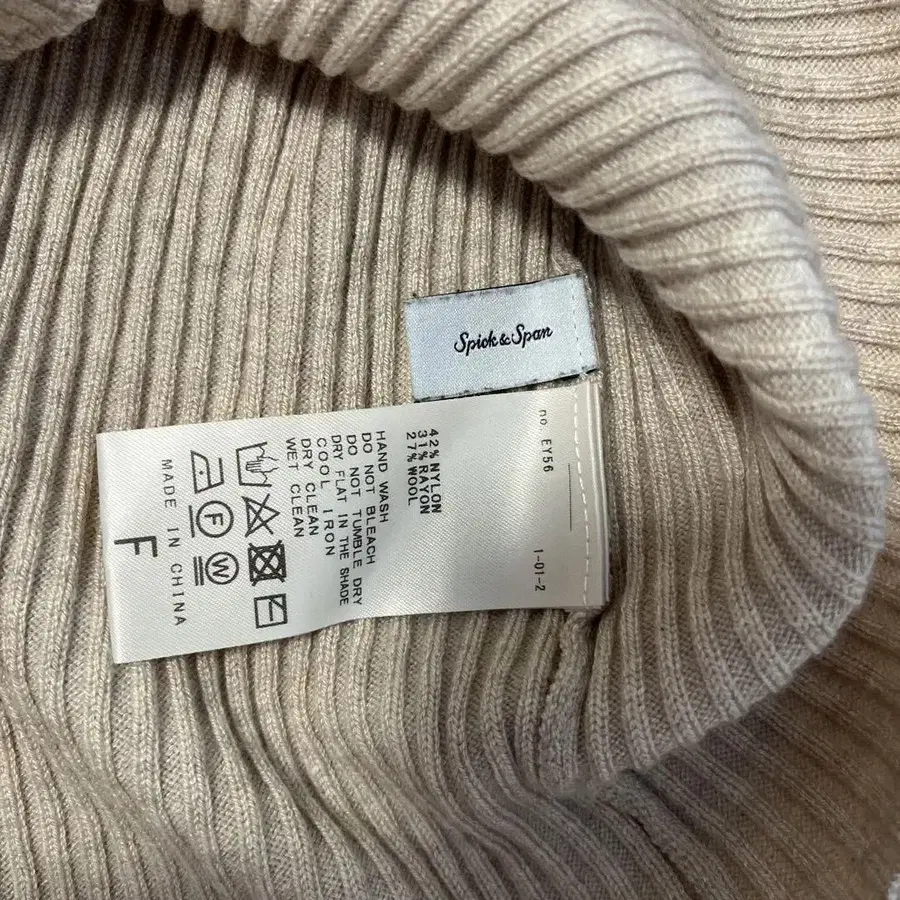 Spick&Span
no. EY56
1-01-2
42%NYLON
31%RAYON
27%WOOL
HAND WASH
DO NOT BLEACH
DO NOT TUMBLE DRY
DRY FLAT IN THE SHADE
COOL IRON
DRY CLEAN
WET CLEAN
F W
MADE IN CHINA
F